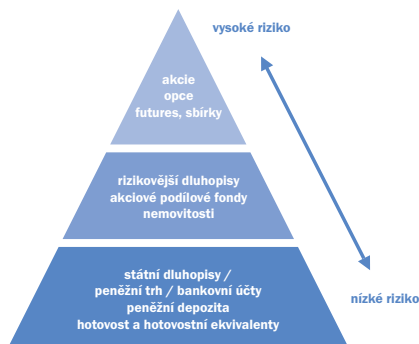 vysoké riziko
akcie
opce
futures, sbírky
rizikovější dluhopisy
akciové podílové fondy
nemovitosti
státní dluhopisy /
peněžní trh / bankovní účty
peněžní depozita
hotovost a hotovostní ekvivalenty
nízké riziko